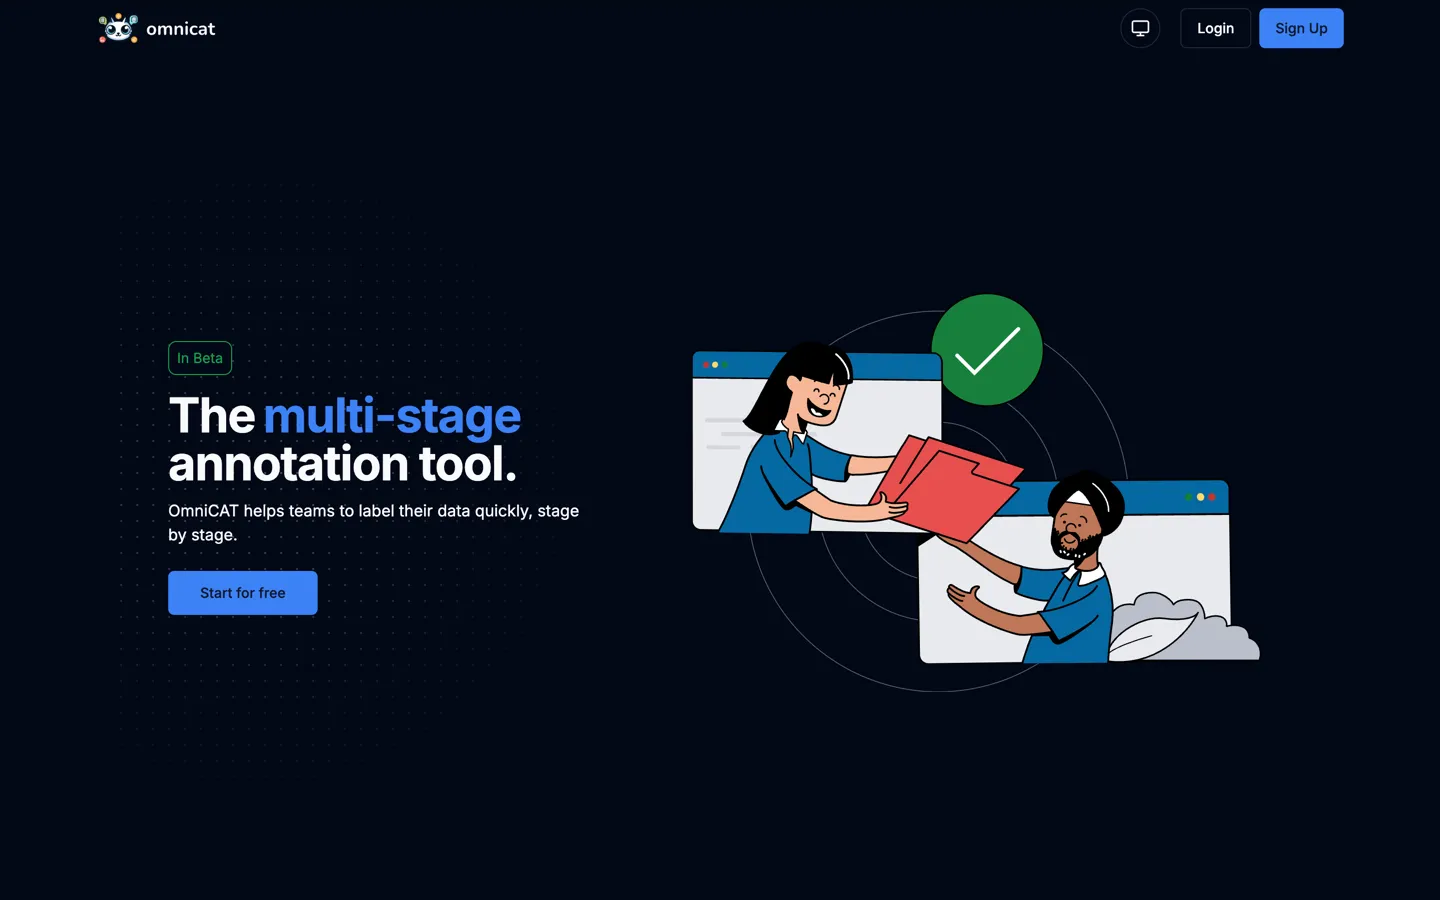 omnicat
Login
Sign Up
In Beta
The multi-stage
annotation tool.
OmniCAT helps teams to label their data quickly, stage
by stage.
Start for free